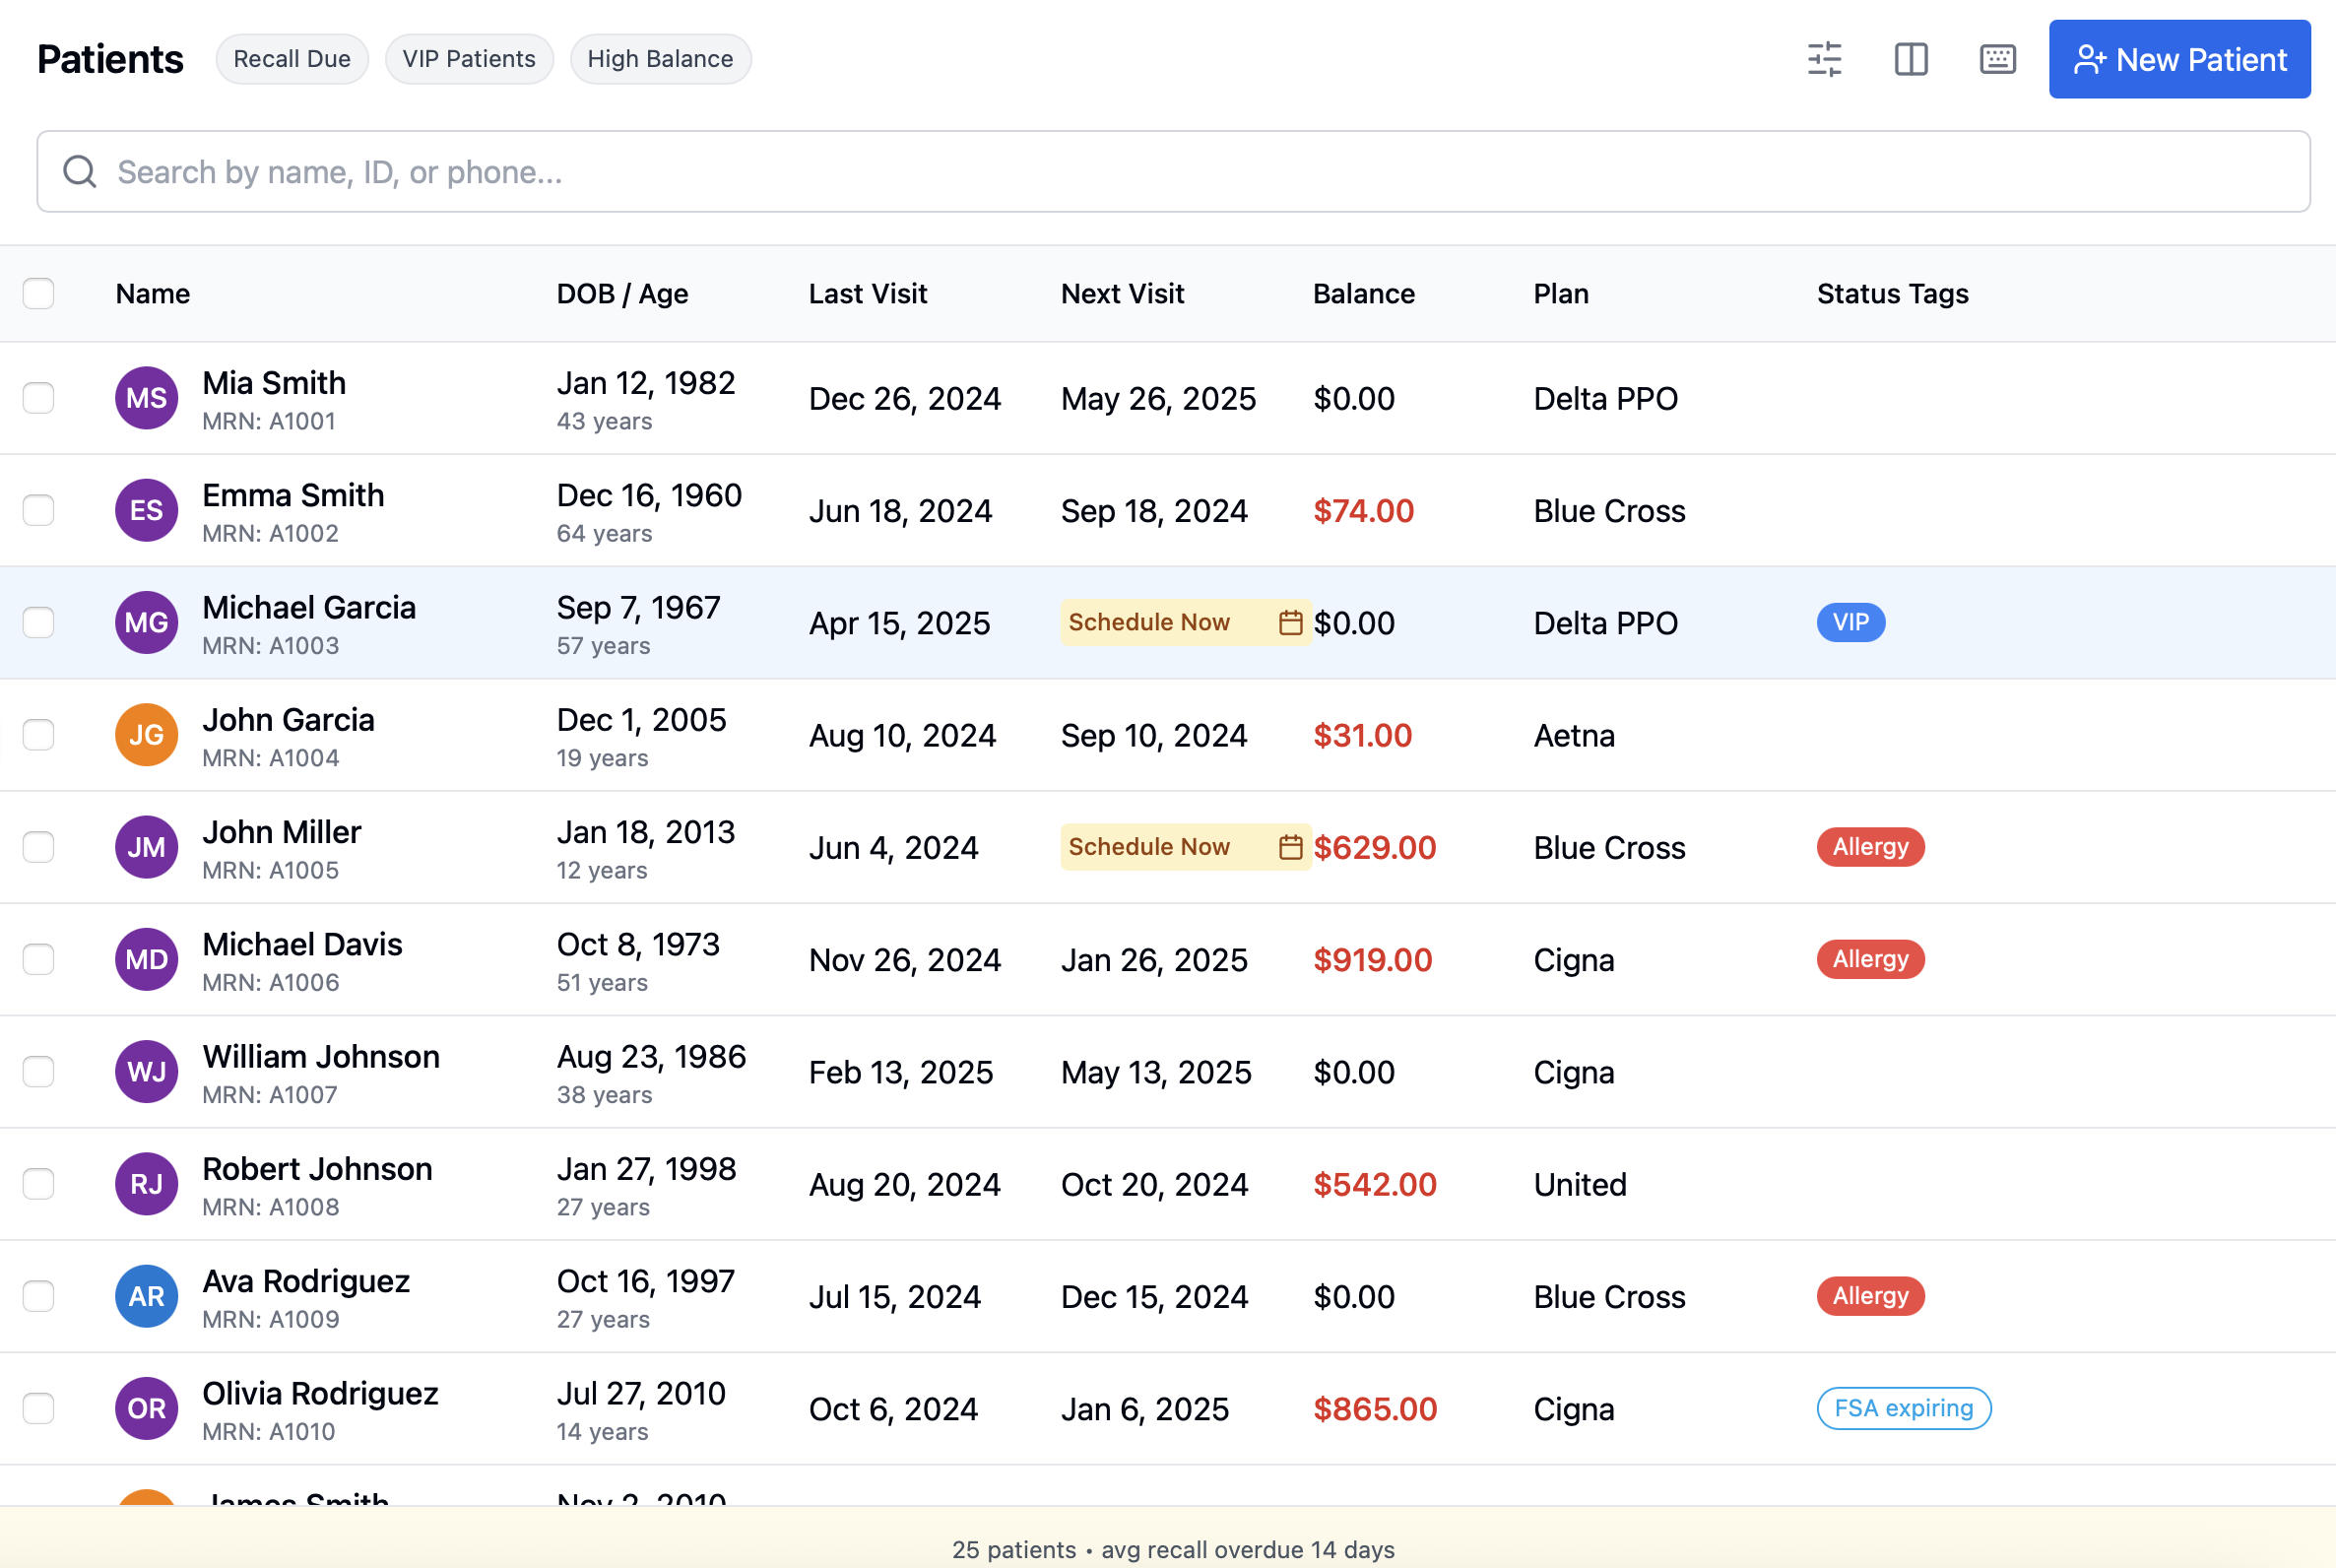 Patients
Recall Due
VIP Patients
High Balance
New Patient
Search by name, ID, or phone...
Name DOB / Age Last Visit Next Visit Balance Plan Status Tags
MS Mia Smith Jan 12, 1982 Dec 26, 2024 May 26, 2025 $0.00 Delta PPO
MRN: A1001 43 years
ES Emma Smith Dec 16, 1960 Jun 18, 2024 Sep 18, 2024 $74.00 Blue Cross
MRN: A1002 64 years
MG Michael Garcia Sep 7, 1967 Apr 15, 2025 Schedule Now $0.00 Delta PPO VIP
MRN: A1003 57 years
JG John Garcia Dec 1, 2005 Aug 10, 2024 Sep 10, 2024 $31.00 Aetna
MRN: A1004 19 years
JM John Miller Jan 18, 2013 Jun 4, 2024 Schedule Now $629.00 Blue Cross Allergy
MRN: A1005 12 years
MD Michael Davis Oct 8, 1973 Nov 26, 2024 Jan 26, 2025 $919.00 Cigna Allergy
MRN: A1006 51 years
WJ William Johnson Aug 23, 1986 Feb 13, 2025 May 13, 2025 $0.00 Cigna
MRN: A1007 38 years
RJ Robert Johnson Jan 27, 1998 Aug 20, 2024 Oct 20, 2024 $542.00 United
MRN: A1008 27 years
AR Ava Rodriguez Oct 16, 1997 Jul 15, 2024 Dec 15, 2024 $0.00 Blue Cross Allergy
MRN: A1009 27 years
OR Olivia Rodriguez Jul 27, 2010 Oct 6, 2024 Jan 6, 2025 $865.00 Cigna FSA expiring
MRN: A1010 14 years
James Smith Nov 2, 2010
25 patients • avg recall overdue 14 days